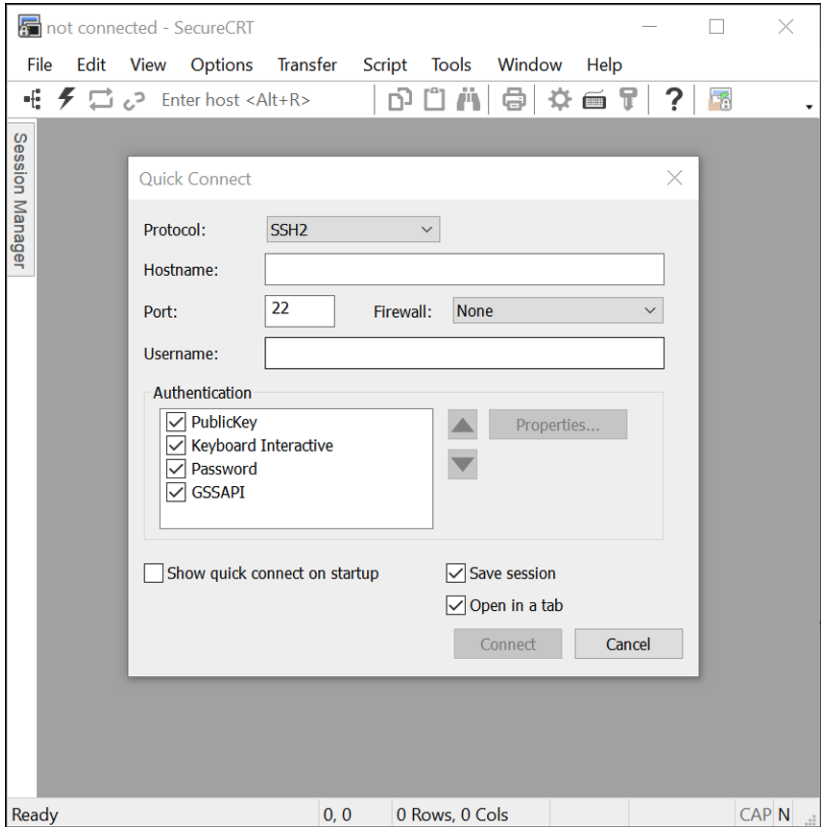 not connected - SecureCRT
File Edit View Options Transfer Script Tools Window Help
Enter host <Alt+R>
Session Manager
Quick Connect
Protocol: SSH2
Hostname:
Port: 22 Firewall: None
Username:
Authentication
PublicKey
Keyboard Interactive
Password
GSSAPI
Properties...
Show quick connect on startup
Save session
Open in a tab
Connect Cancel
Ready 0, 0 0 Rows, 0 Cols CAP N